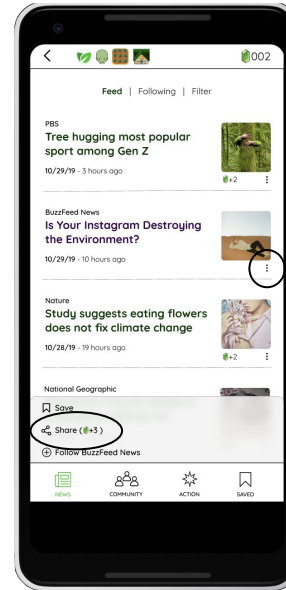 002
Feed | Following | Filter
PBS
Tree hugging most popular
sport among Gen Z
10/29/19 - 3 hours ago
+2
BuzzFeed News
Is Your Instagram Destroying
the Environment?
10/29/19 - 10 hours ago
Nature
Study suggests eating flowers
does not fix climate change
10/28/19 - 19 hours ago
+2
National Geographic
Save
Share ( +3 )
Follow BuzzFeed News
NEWS COMMUNITY ACTION SAVED